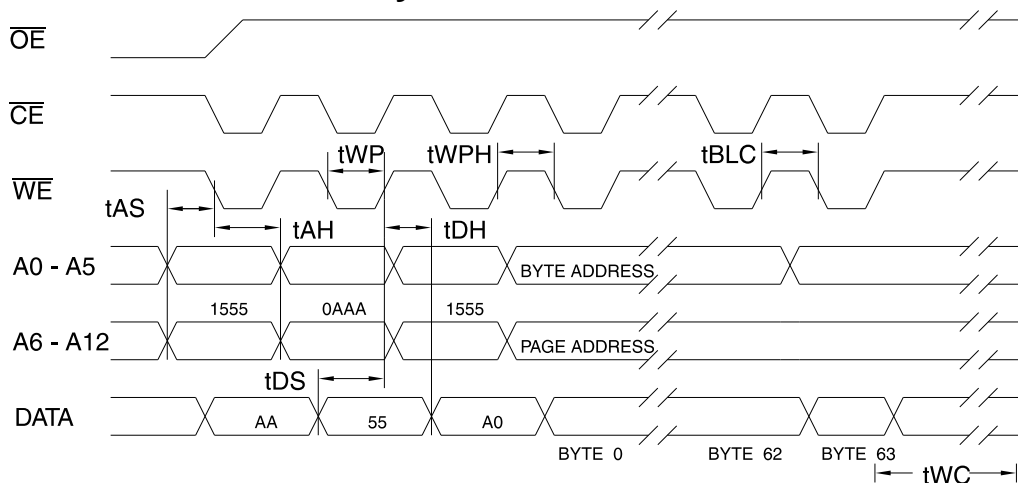 OE
CE
tWP tWPH tBLC
WE
tAS
tAH tDH
A0 - A5 BYTE ADDRESS
1555 0AAA 1555
A6 - A12 PAGE ADDRESS
tDS
DATA AA 55 A0
BYTE 0 BYTE 62 BYTE 63
tWC